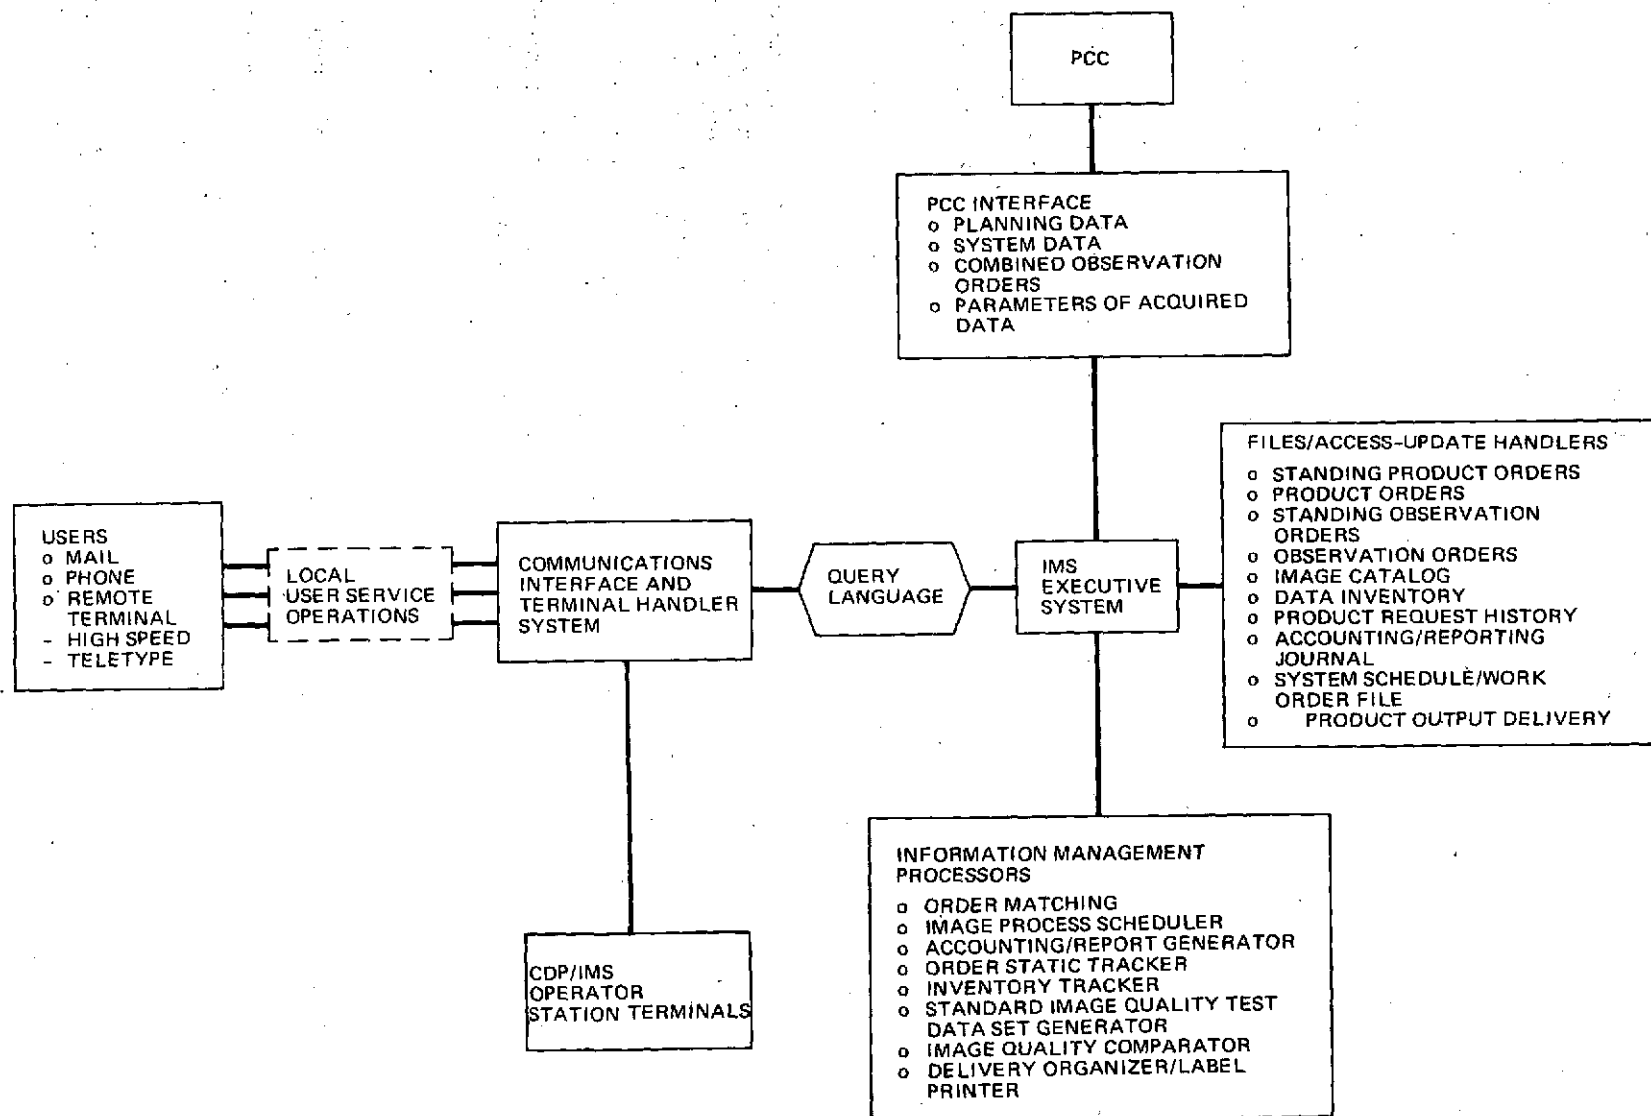 PCC
PCC INTERFACE
o PLANNING DATA
o SYSTEM DATA
o COMBINED OBSERVATION
ORDERS
o PARAMETERS OF ACQUIRED
DATA
FILES/ACCESS-UPDATE HANDLERS
o STANDING PRODUCT ORDERS
o PRODUCT ORDERS
o STANDING OBSERVATION
ORDERS
o OBSERVATION ORDERS
o IMAGE CATALOG
o DATA INVENTORY
o PRODUCT REQUEST HISTORY
o ACCOUNTING/REPORTING
JOURNAL
o SYSTEM SCHEDULE/WORK
ORDER FILE
o PRODUCT OUTPUT DELIVERY
USERS
o MAIL
o PHONE
o REMOTE
TERMINAL
- HIGH SPEED
- TELETYPE
LOCAL
USER SERVICE
OPERATIONS
COMMUNICATIONS
INTERFACE AND
TERMINAL HANDLER
SYSTEM
QUERY
LANGUAGE
IMS
EXECUTIVE
SYSTEM
CDP/IMS
OPERATOR
STATION TERMINALS
INFORMATION MANAGEMENT
PROCESSORS
o ORDER MATCHING
o IMAGE PROCESS SCHEDULER
o ACCOUNTING/REPORT GENERATOR
o ORDER STATIC TRACKER
o INVENTORY TRACKER
o STANDARD IMAGE QUALITY TEST
DATA SET GENERATOR
o IMAGE QUALITY COMPARATOR
o DELIVERY ORGANIZER/LABEL
PRINTER